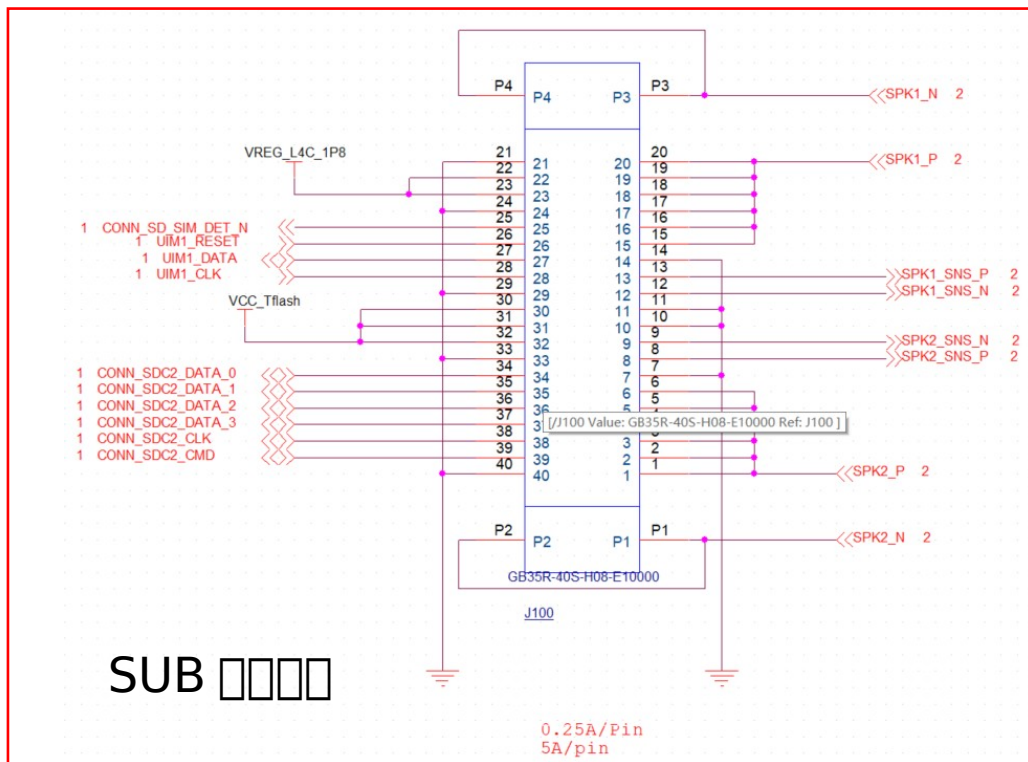 P4 P4 P3 P3
SPK1_N 2
VREG_L4C_1P8
21 21 20 20
SPK1_P 2
22 22 19 19
23 23 18 18
24 24 17 17
25 25 16 16
1 CONN_SD_SIM_DET_N
26 26 15 15
1 UIM1_RESET
27 27 14 14
1 UIM1_DATA
28 28 13 13
1 UIM1_CLK
SPK1_SNS_P 2
29 29 12 12
SPK1_SNS_N 2
VCC_Tflash
30 30 11 11
31 31 10 10
32 32 9 9
SPK2_SNS_N 2
33 33 8 8
SPK2_SNS_P 2
34 34 7 7
1 CONN_SDC2_DATA_0
35 35 6 6
1 CONN_SDC2_DATA_1
36 36 5 5
1 CONN_SDC2_DATA_2
37
1 CONN_SDC2_DATA_3
[/J100 Value: GB35R-40S-H08-E10000 Ref: J100 ]
38 38 3
1 CONN_SDC2_CLK
39 39 2 2
1 CONN_SDC2_CMD
40 40 1 1
SPK2_P 2
P2 P2 P1 P1
SPK2_N 2
GB35R-40S-H08-E10000
J100
SUB
0.25A/Pin
5A/pin